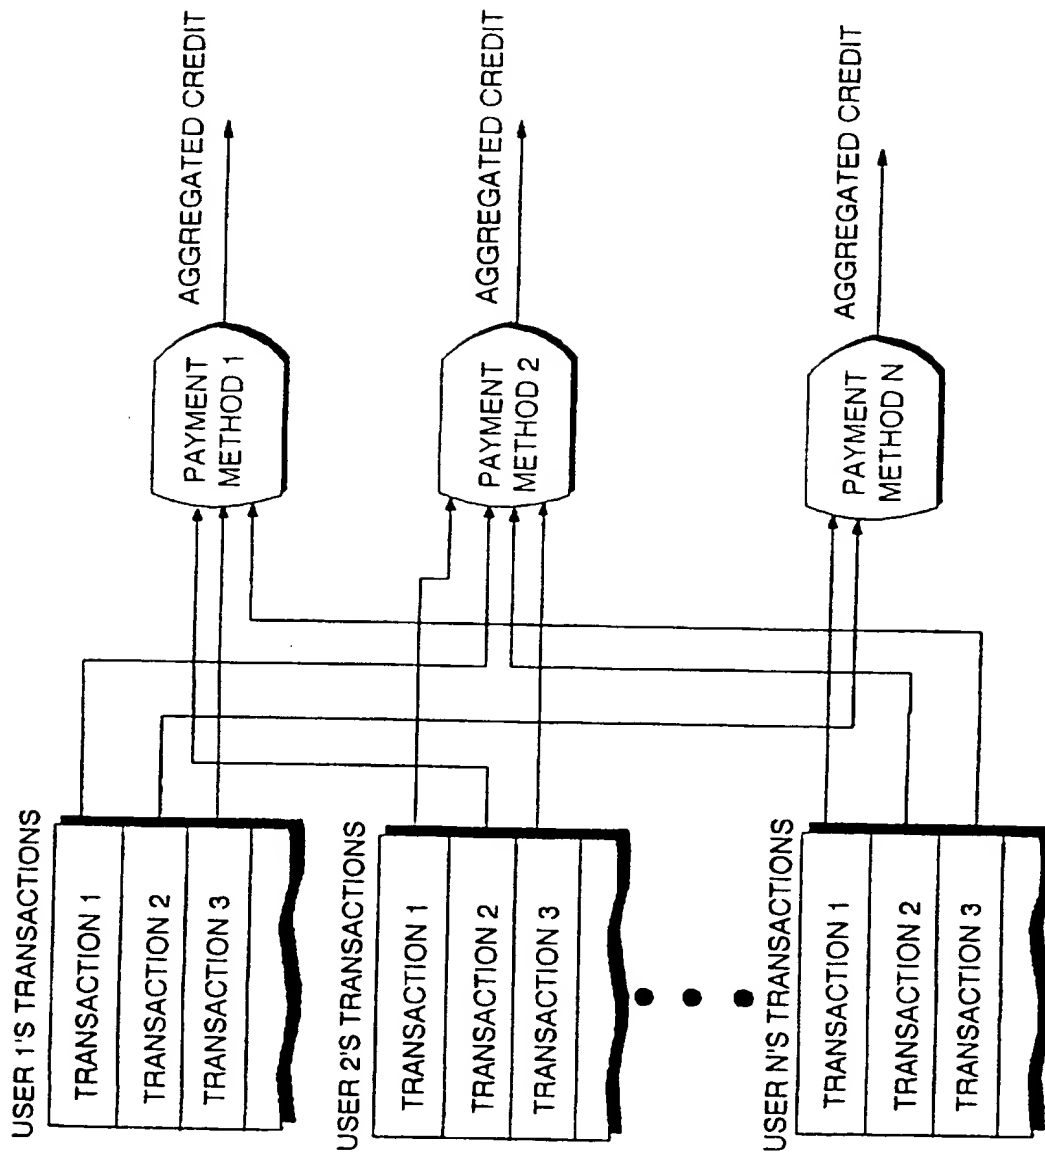 USER 1'S TRANSACTIONS
TRANSACTION 1
TRANSACTION 2
TRANSACTION 3
USER 2'S TRANSACTIONS
TRANSACTION 1
TRANSACTION 2
TRANSACTION 3
USER N'S TRANSACTIONS
TRANSACTION 1
TRANSACTION 2
TRANSACTION 3
PAYMENT
METHOD 1
PAYMENT
METHOD 2
PAYMENT
METHOD N
AGGREGATED CREDIT
AGGREGATED CREDIT
AGGREGATED CREDIT